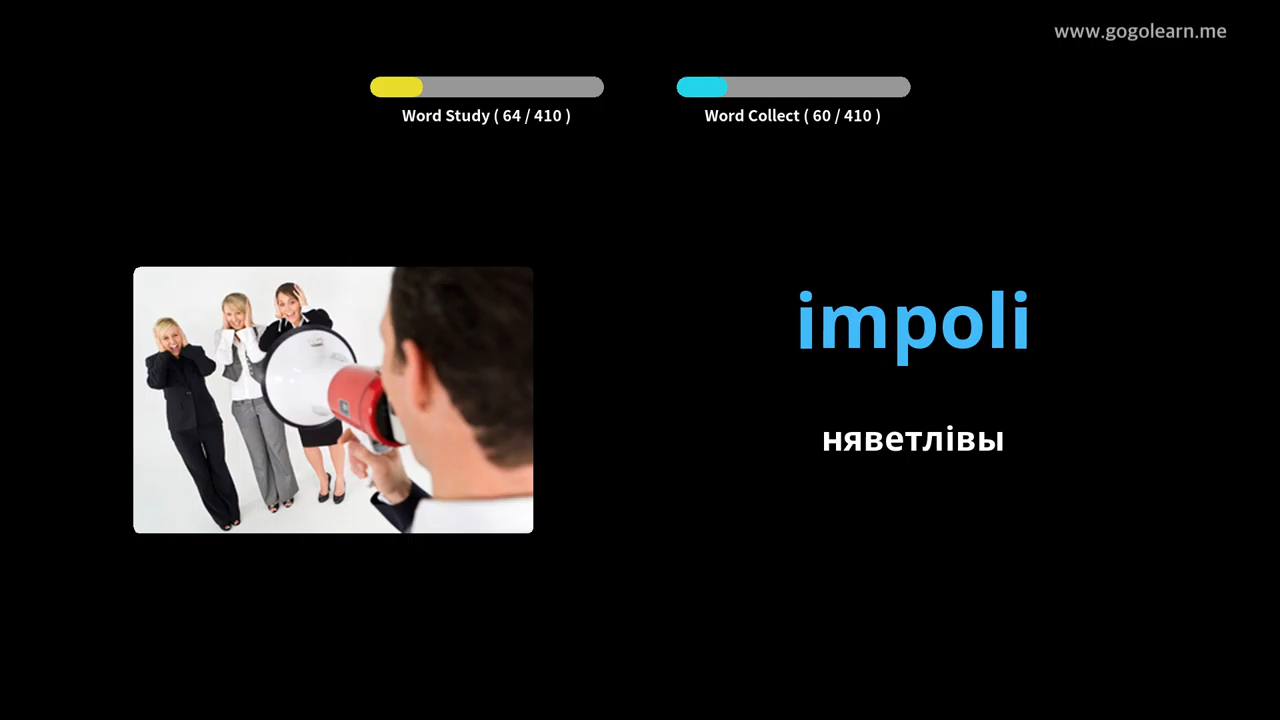 www.gogolearn.me
Word Study ( 64 / 410 )
Word Collect ( 60 / 410 )
impoli
няветлівы